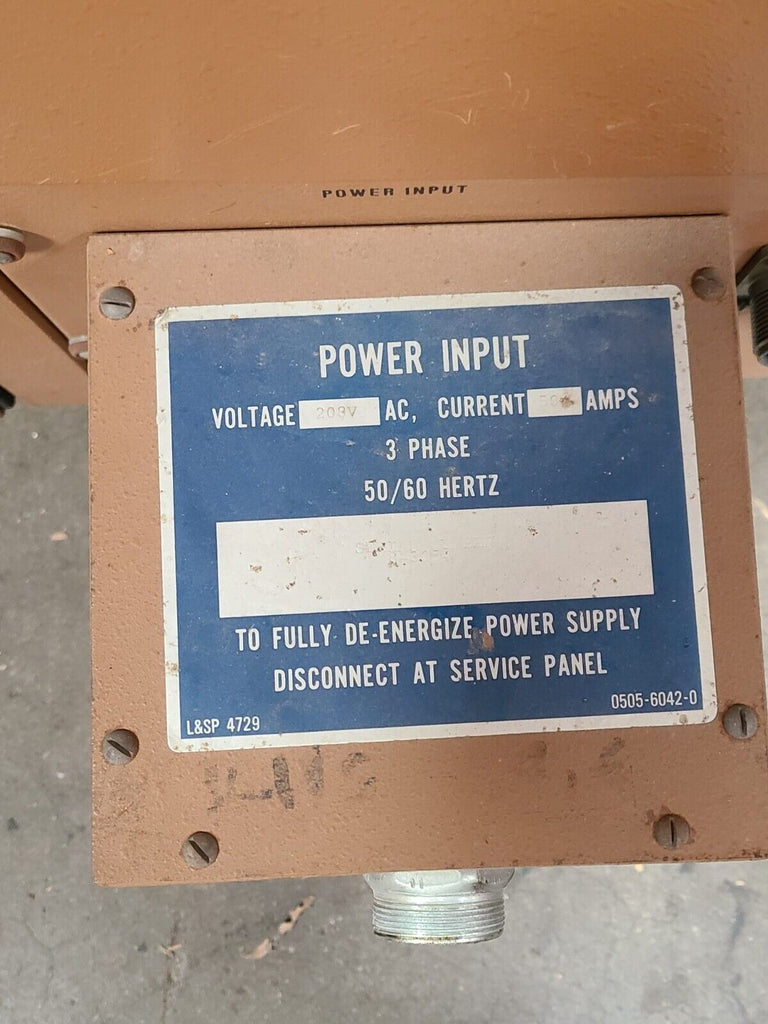 POWER INPUT
POWER INPUT
VOLTAGE 208V AC, CURRENT AMPS
3 PHASE
50/60 HERTZ
TO FULLY DE-ENERGIZE POWER SUPPLY
DISCONNECT AT SERVICE PANEL
L&SP 4729
0505-6042-0